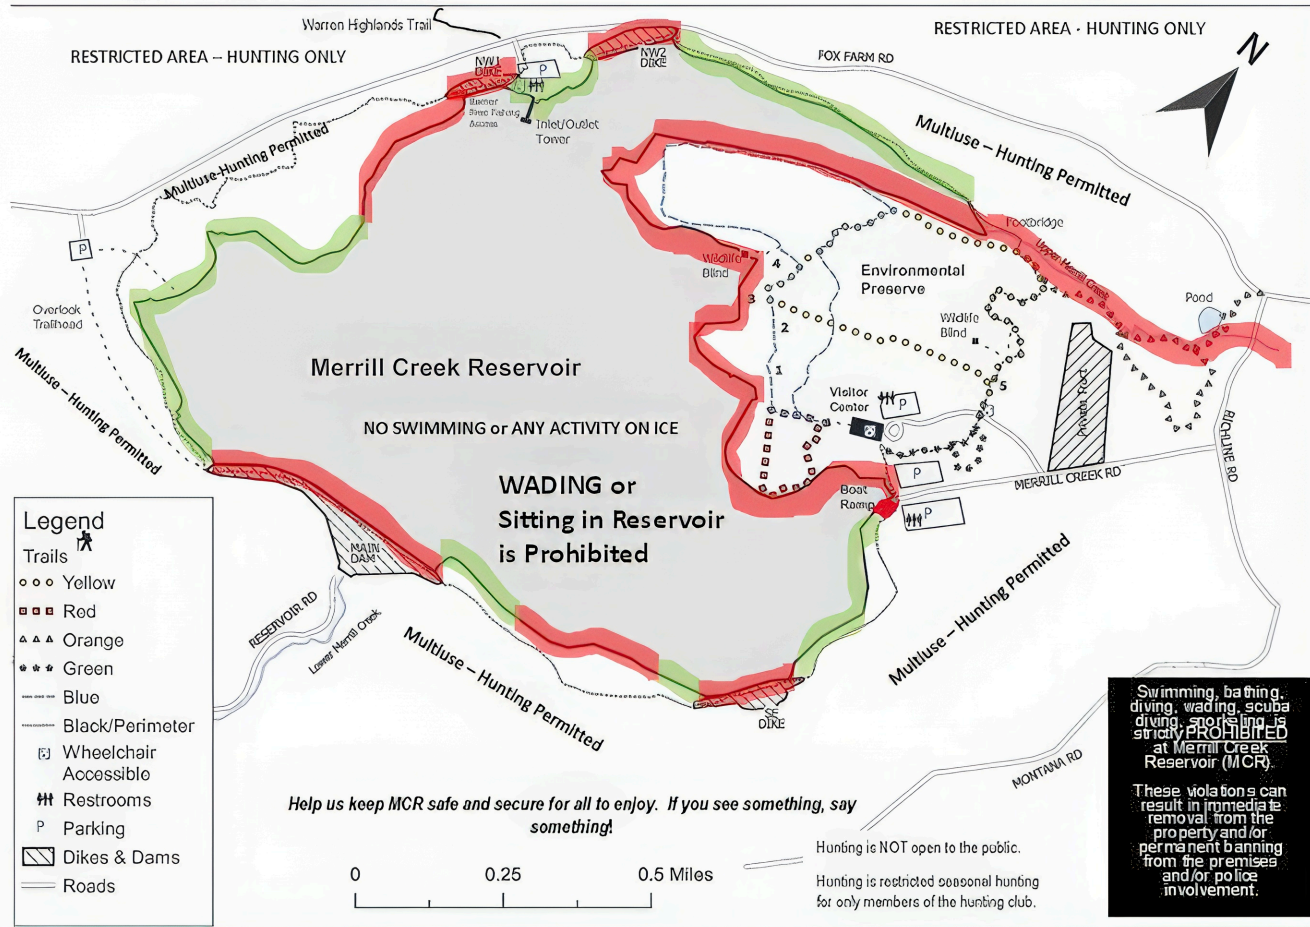 Warren Highlands Trail
RESTRICTED AREA – HUNTING ONLY
RESTRICTED AREA - HUNTING ONLY
N
FOX FARM RD
NW1
DIKE
P
NW2
DIKE
Inlet/Outlet
Tower
Multiuse-Hunting Permitted
Multiuse – Hunting Permitted
P
Overlook
Trailhead
Multiuse – Hunting Permitted
Footbridge
Upper Merrill Creek
Wildlife
Blind
4
3
2
1
Environmental
Preserve
Wildlife
Blind
Pond
5
Merrill Creek Reservoir
NO SWIMMING or ANY ACTIVITY ON ICE
WADING or
Sitting in Reservoir
is Prohibited
Visitor
Center
P
P
P
Boat
Ramp
MERRILL CREEK RD
RICHLINE RD
MAIN
DAM
RESERVOIR RD
Lower Merrill Creek
Multiuse – Hunting Permitted
SE
DIKE
Multiuse – Hunting Permitted
MONTANA RD
Legend
Trails
Yellow
Red
Orange
Green
Blue
Black/Perimeter
Wheelchair
Accessible
Restrooms
P Parking
Dikes & Dams
Roads
Help us keep MCR safe and secure for all to enjoy. If you see something, say
something!
0 0.25 0.5 Miles
Hunting is NOT open to the public.
Hunting is restricted seasonal hunting
for only members of the hunting club.
Swimming, bathing,
diving, wading, scuba
diving, snorkeling is
strictly PROHIBITED
at Merrill Creek
Reservoir (MCR).
These violations can
result in immediate
removal from the
property and/or
permanent banning
from the premises
and/or police
involvement.